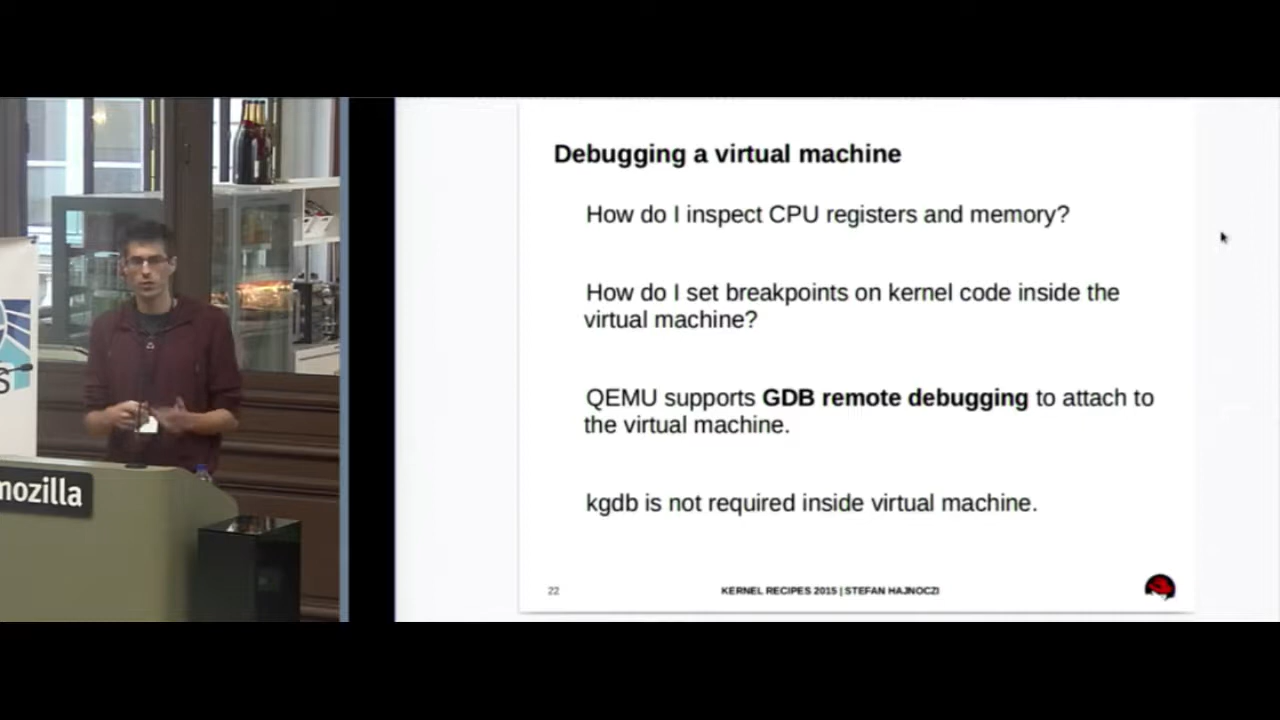 Debugging a virtual machine
How do I inspect CPU registers and memory?
How do I set breakpoints on kernel code inside the
virtual machine?
QEMU supports GDB remote debugging to attach to
the virtual machine.
kgdb is not required inside virtual machine.
22
KERNEL RECIPES 2015 | STEFAN HAJNOCZI
S
mozilla